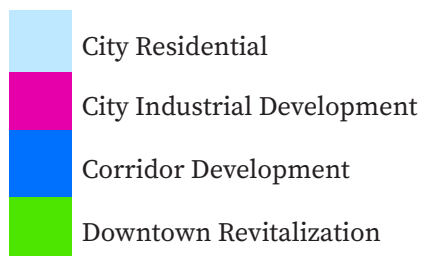 City Residential
City Industrial Development
Corridor Development
Downtown Revitalization